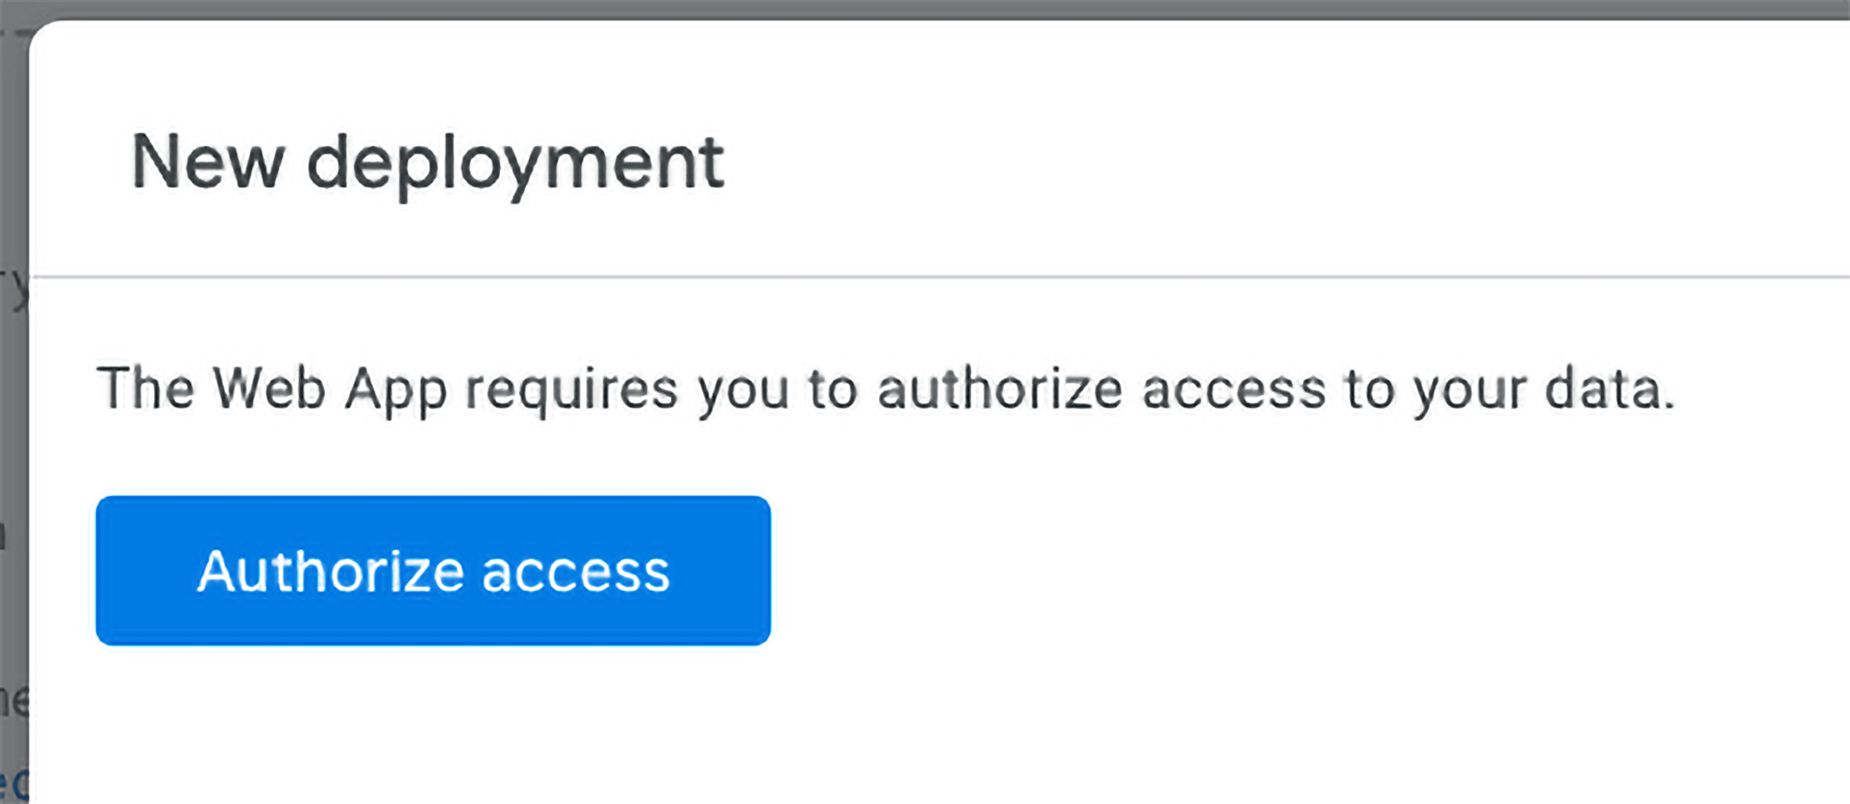 New deployment
The Web App requires you to authorize access to your data.
Authorize access